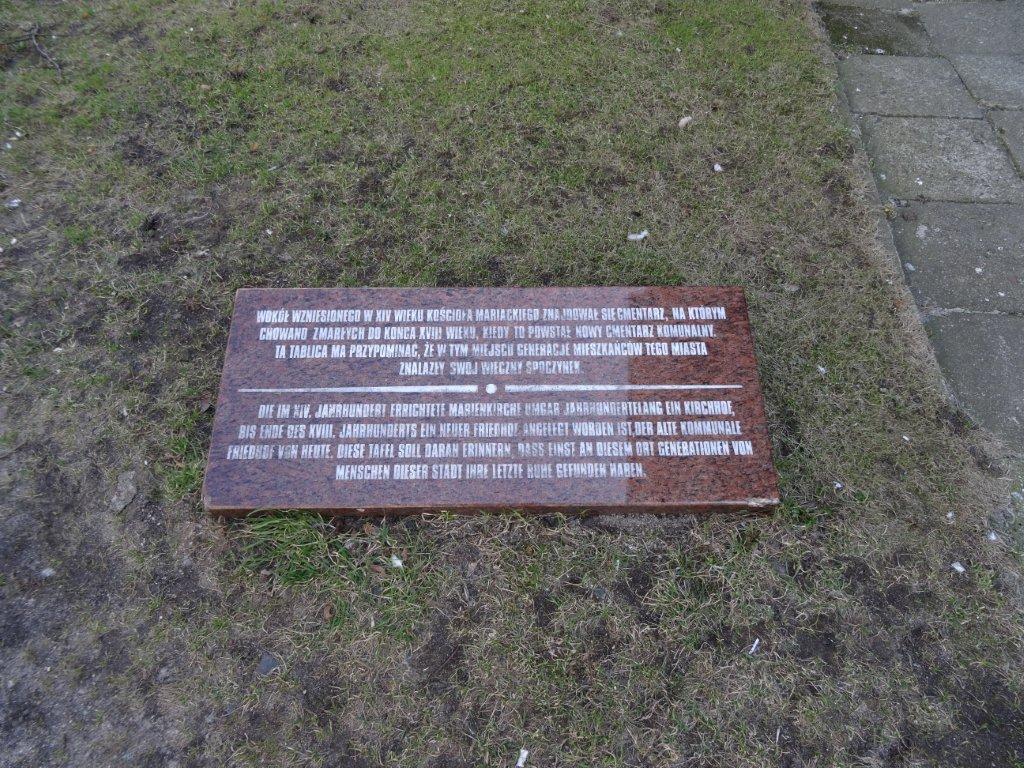 WOKÓŁ WZNIESIONEGO W XIV WIEKU KOŚCIOŁA MARIACKIEGO ZNAJDOWAŁ SIĘ CMENTARZ, NA KTÓRYM
CHOWANO ZMARŁYCH DO KOŃCA XVIII WIEKU, KIEDY TO POWSTAŁ NOWY CMENTARZ KOMUNALNY.
TA TABLICA MA PRZYPOMINAĆ, ŻE W TYM MIEJSCU GENERACJE MIESZKAŃCÓW TEGO MIASTA
ZNALAZŁY SWÓJ WIECZNY SPOCZYNEK.
DIE IM XIV. JAHRHUNDERT ERRICHTETE MARIENKIRCHE UMGAB JAHRHUNDERTELANG EIN KIRCHHOF,
BIS ENDE DES XVIII. JAHRHUNDERTS EIN NEUER FRIEDHOF ANGELEGT WORDEN IST, DER ALTE KOMMUNALE
FRIEDHOF VON HEUTE. DIESE TAFEL SOLL DARAN ERINNERN, DASS EINST AN DIESEM ORT GENERATIONEN VON
MENSCHEN DIESER STADT IHRE LETZTE RUHE GEFUNDEN HABEN.